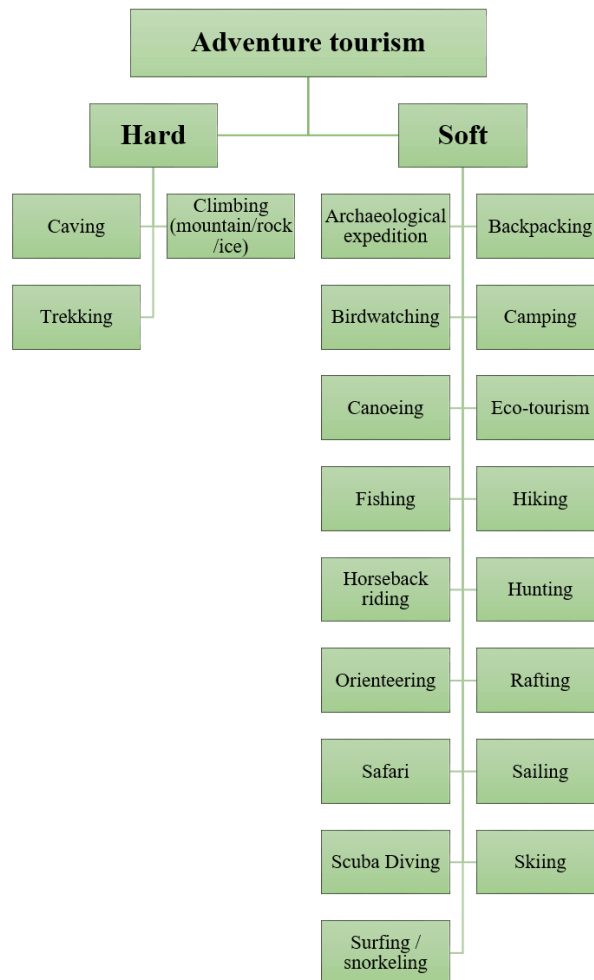 Adventure tourism
Hard
Soft
Caving
Climbing
(mountain/rock
/ice)
Trekking
Archaeological
expedition
Backpacking
Birdwatching
Camping
Canoeing
Eco-tourism
Fishing
Hiking
Horseback
riding
Hunting
Orienteering
Rafting
Safari
Sailing
Scuba Diving
Skiing
Surfing /
snorkeling